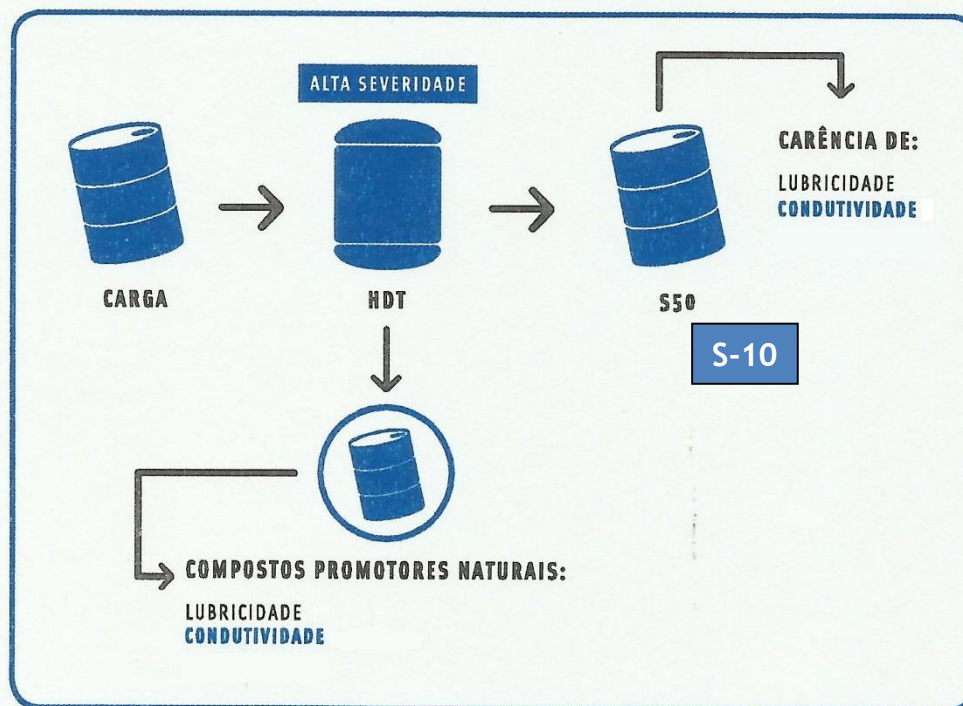 ALTA SEVERIDADE
CARGA
HDT
S50
S-10
CARÊNCIA DE:
LUBRICIDADE
CONDUTIVIDADE
COMPOSTOS PROMOTORES NATURAIS:
LUBRICIDADE
CONDUTIVIDADE